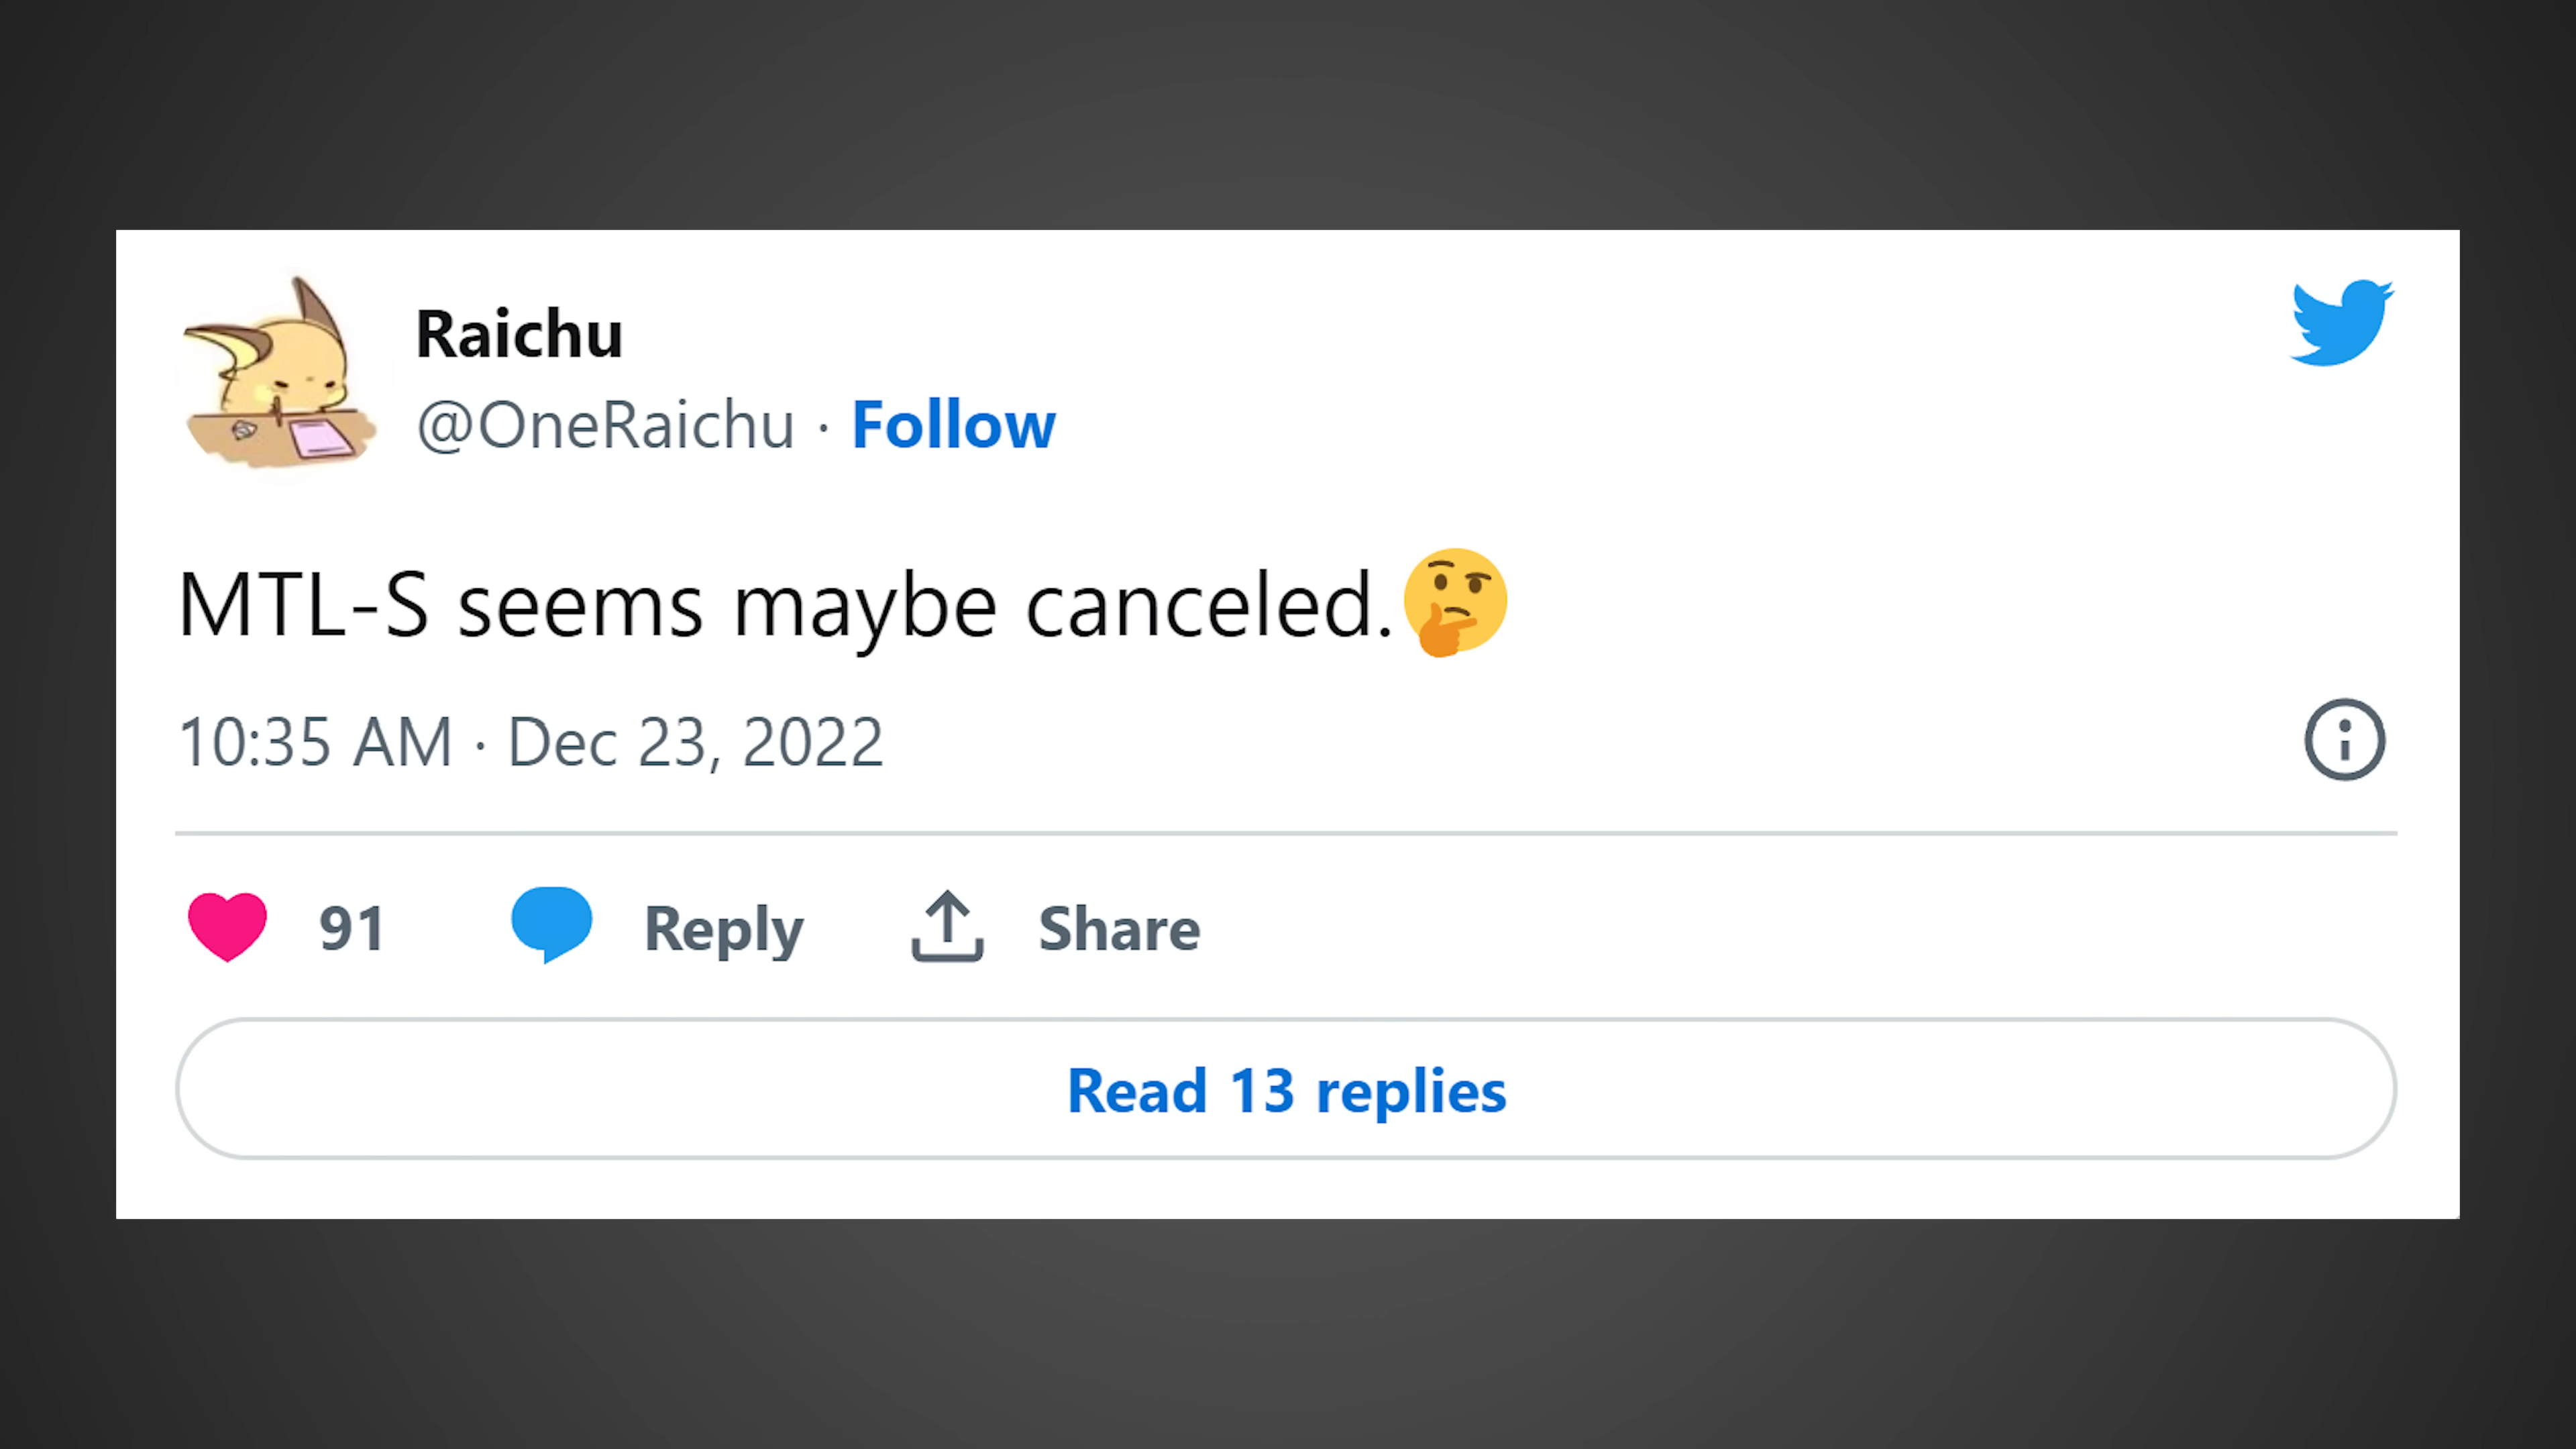 Raichu
@OneRaichu · Follow
MTL-S seems maybe canceled.🤔
10:35 AM · Dec 23, 2022
91 Reply Share
Read 13 replies